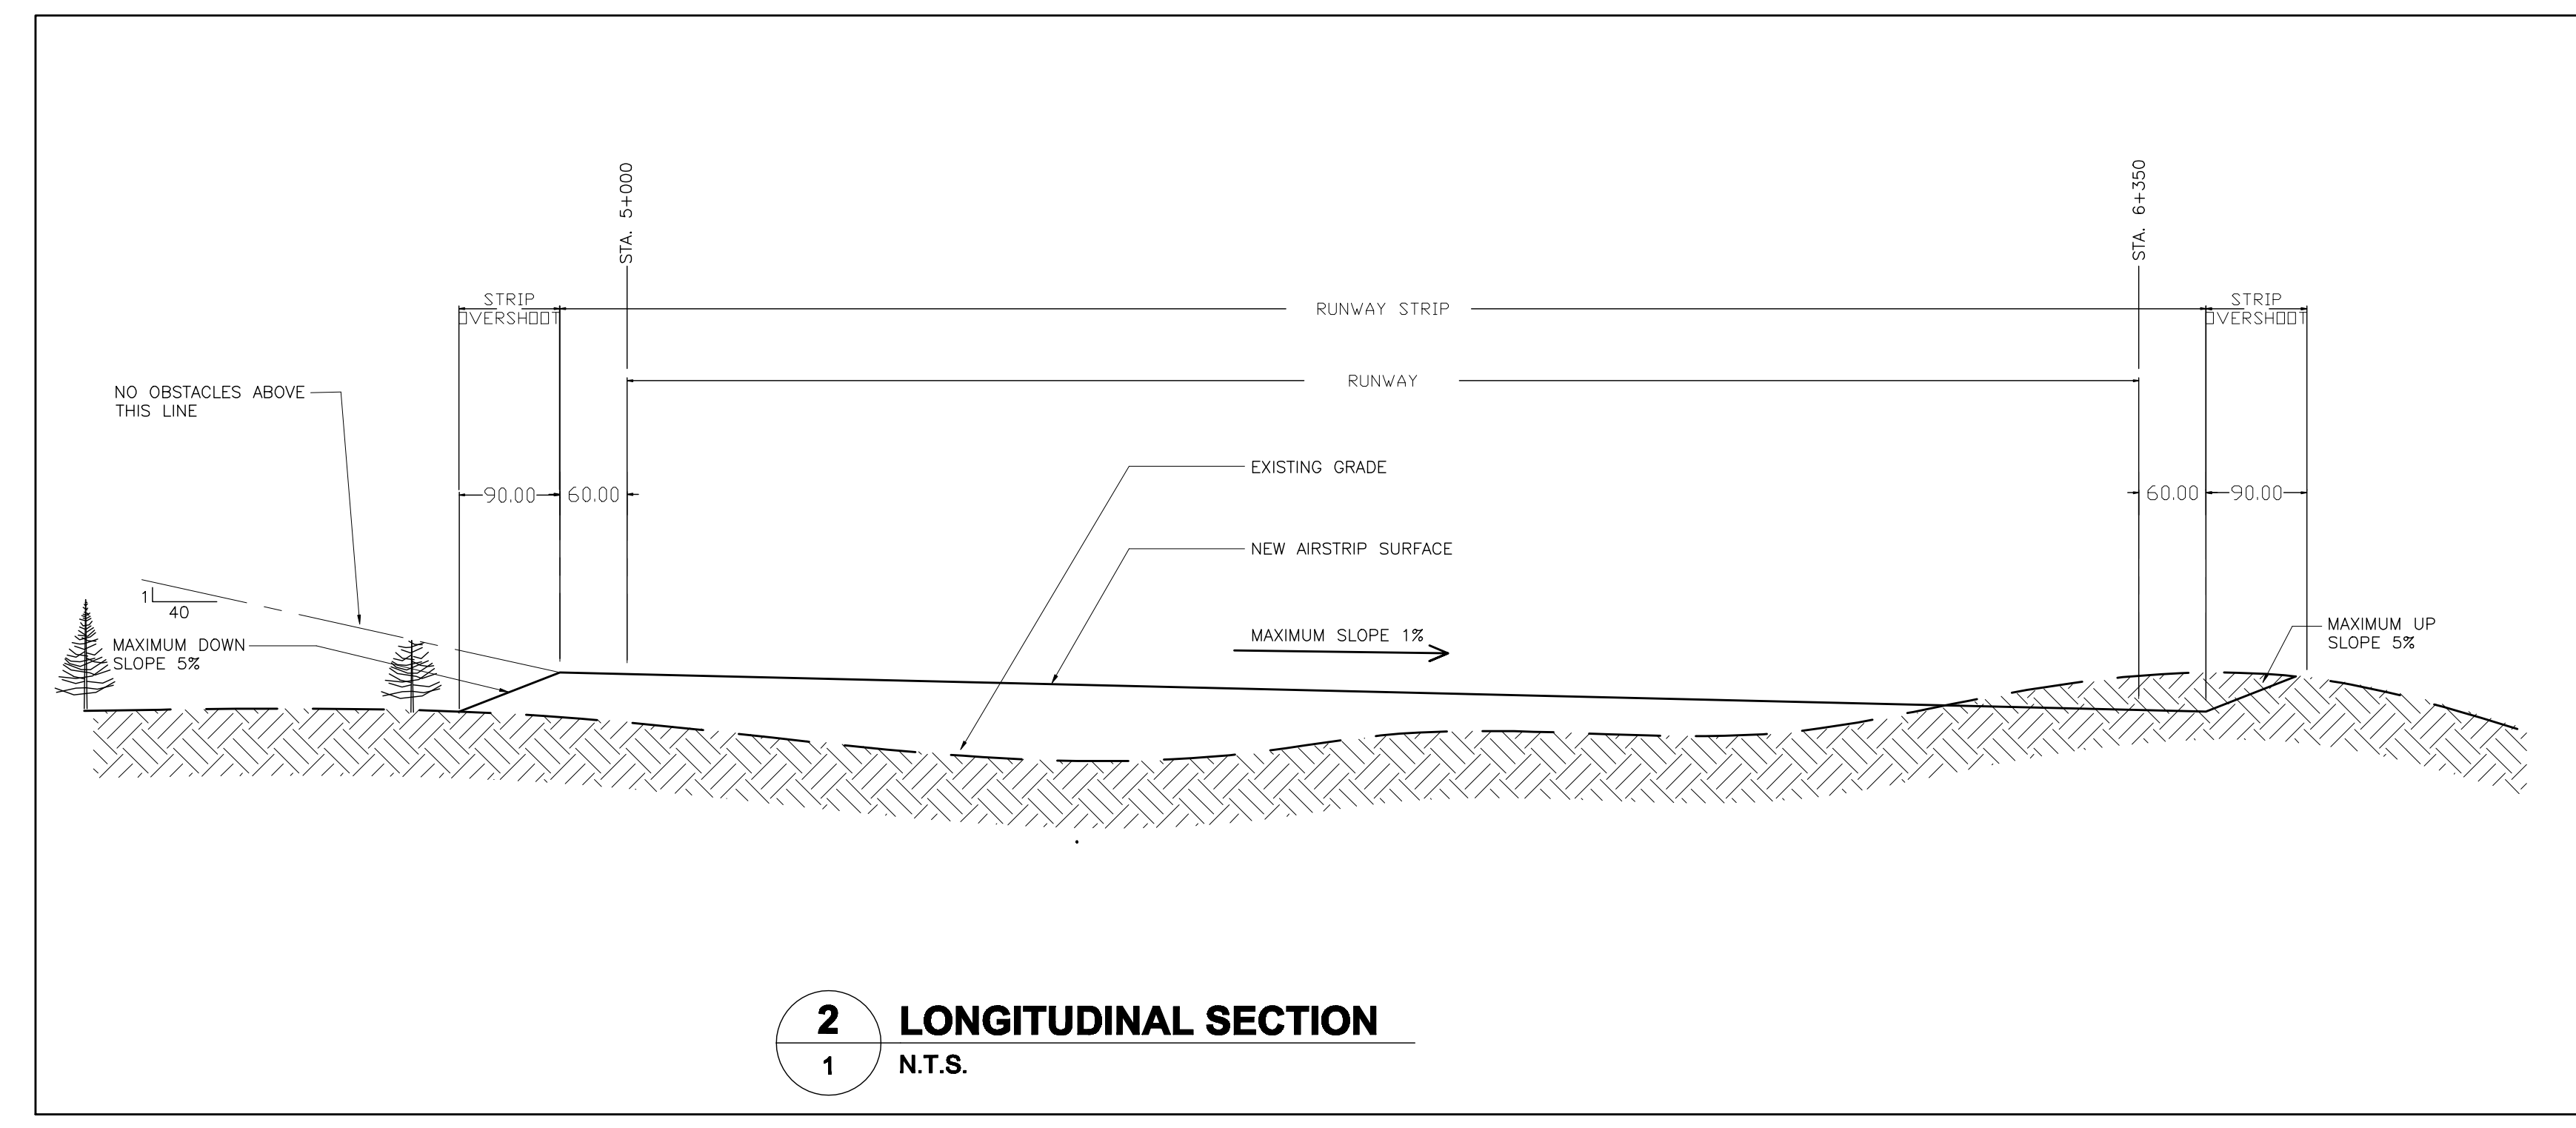 STA. 5+000
STA. 6+350
STRIP
OVERSHOOT
RUNWAY STRIP
STRIP
OVERSHOOT
RUNWAY
NO OBSTACLES ABOVE
THIS LINE
EXISTING GRADE
90.00
60.00
60.00
90.00
NEW AIRSTRIP SURFACE
1
40
MAXIMUM DOWN
SLOPE 5%
MAXIMUM SLOPE 1%
MAXIMUM UP
SLOPE 5%
2
LONGITUDINAL SECTION
1
N.T.S.